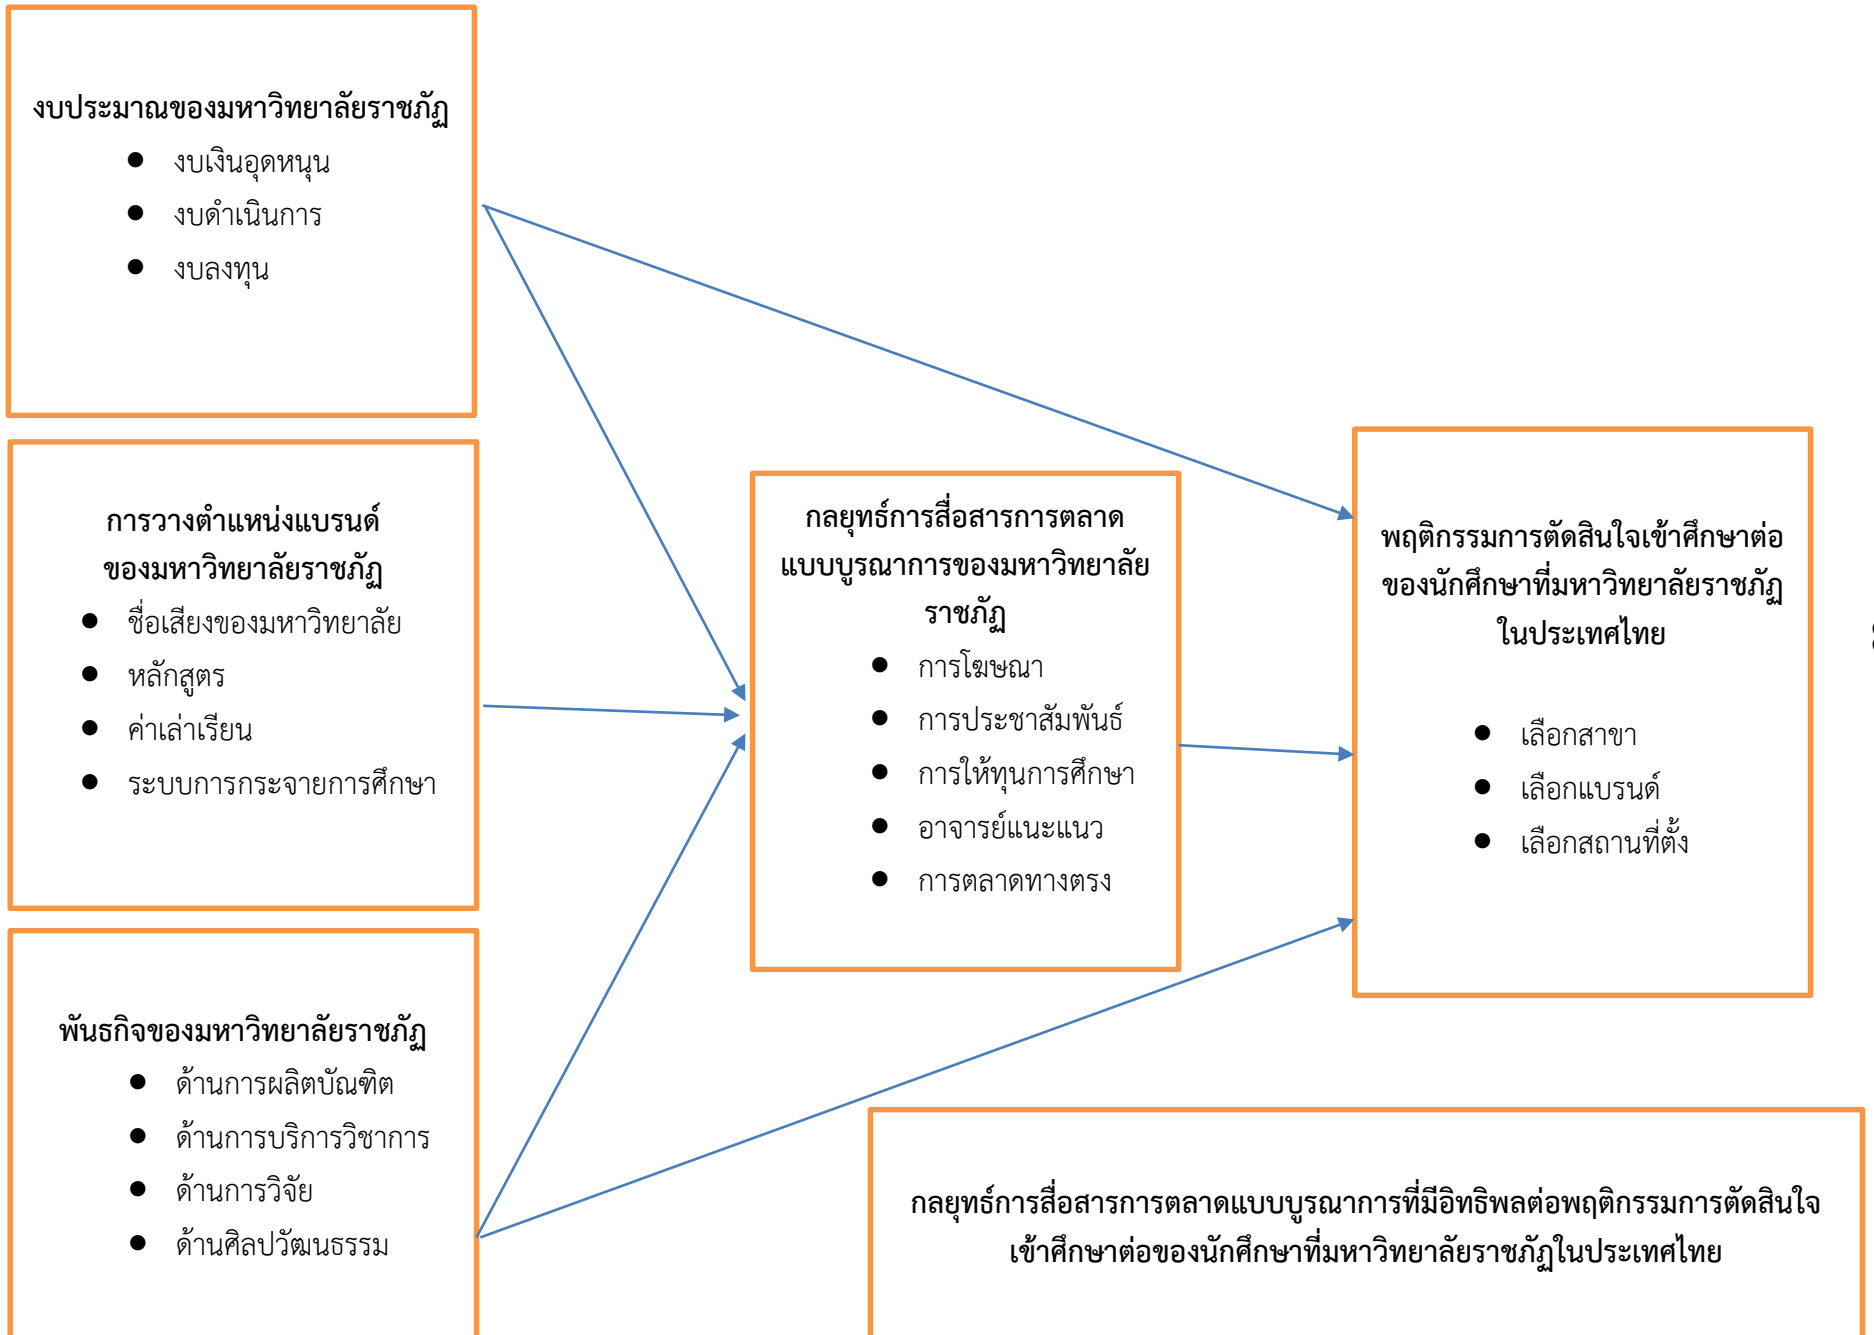 งบประมาณของมหาวิทยาลัยราชภัฏ
● งบเงินอุดหนุน
● งบดำเนินการ
● งบลงทุน
การวางตำแหน่งแบรนด์
ของมหาวิทยาลัยราชภัฏ
● ชื่อเสียงของมหาวิทยาลัย
● หลักสูตร
● ค่าเล่าเรียน
● ระบบการกระจายการศึกษา
พันธกิจของมหาวิทยาลัยราชภัฏ
● ด้านการผลิตบัณฑิต
● ด้านการบริการวิชาการ
● ด้านการวิจัย
● ด้านศิลปวัฒนธรรม
กลยุทธ์การสื่อสารการตลาด
แบบบูรณาการของมหาวิทยาลัย
ราชภัฏ
● การโฆษณา
● การประชาสัมพันธ์
● การให้ทุนการศึกษา
● อาจารย์แนะแนว
● การตลาดทางตรง
พฤติกรรมการตัดสินใจเข้าศึกษาต่อ
ของนักศึกษาที่มหาวิทยาลัยราชภัฏ
ในประเทศไทย
● เลือกสาขา
● เลือกแบรนด์
● เลือกสถานที่ตั้ง
กลยุทธ์การสื่อสารการตลาดแบบบูรณาการที่มีอิทธิพลต่อพฤติกรรมการตัดสินใจ
เข้าศึกษาต่อของนักศึกษาที่มหาวิทยาลัยราชภัฏในประเทศไทย